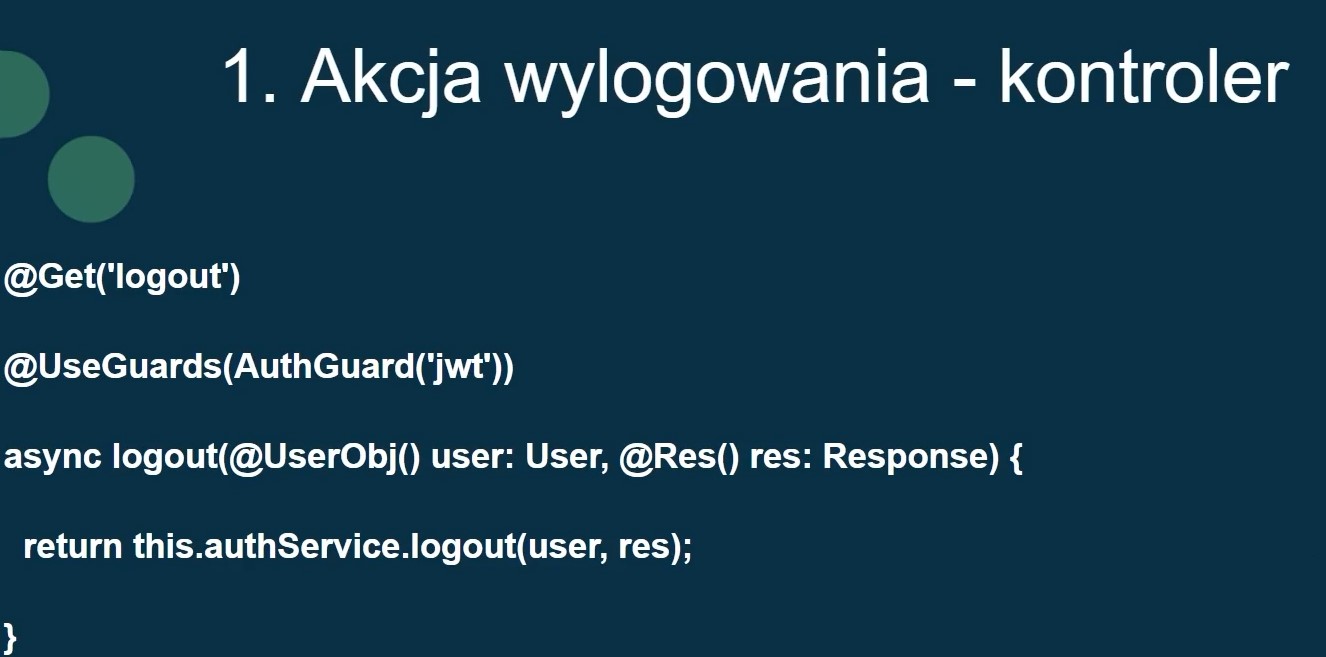 1. Akcja wylogowania - kontroler
@Get('logout')
@UseGuards(AuthGuard('jwt'))
async logout(@UserObj() user: User, @Res() res: Response) {
  return this.authService.logout(user, res);
}